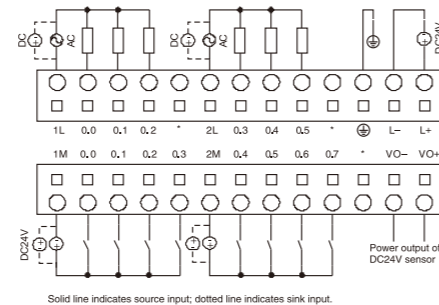 DC AC DC AC DC24V
1L 0.0 0.1 0.2 * 2L 0.3 0.4 0.5 * L− L+
1M 0.0 0.1 0.2 0.3 2M 0.4 0.5 0.6 0.7 * VO− VO+
DC24V
Power output of
DC24V sensor
Solid line indicates source input; dotted line indicates sink input.